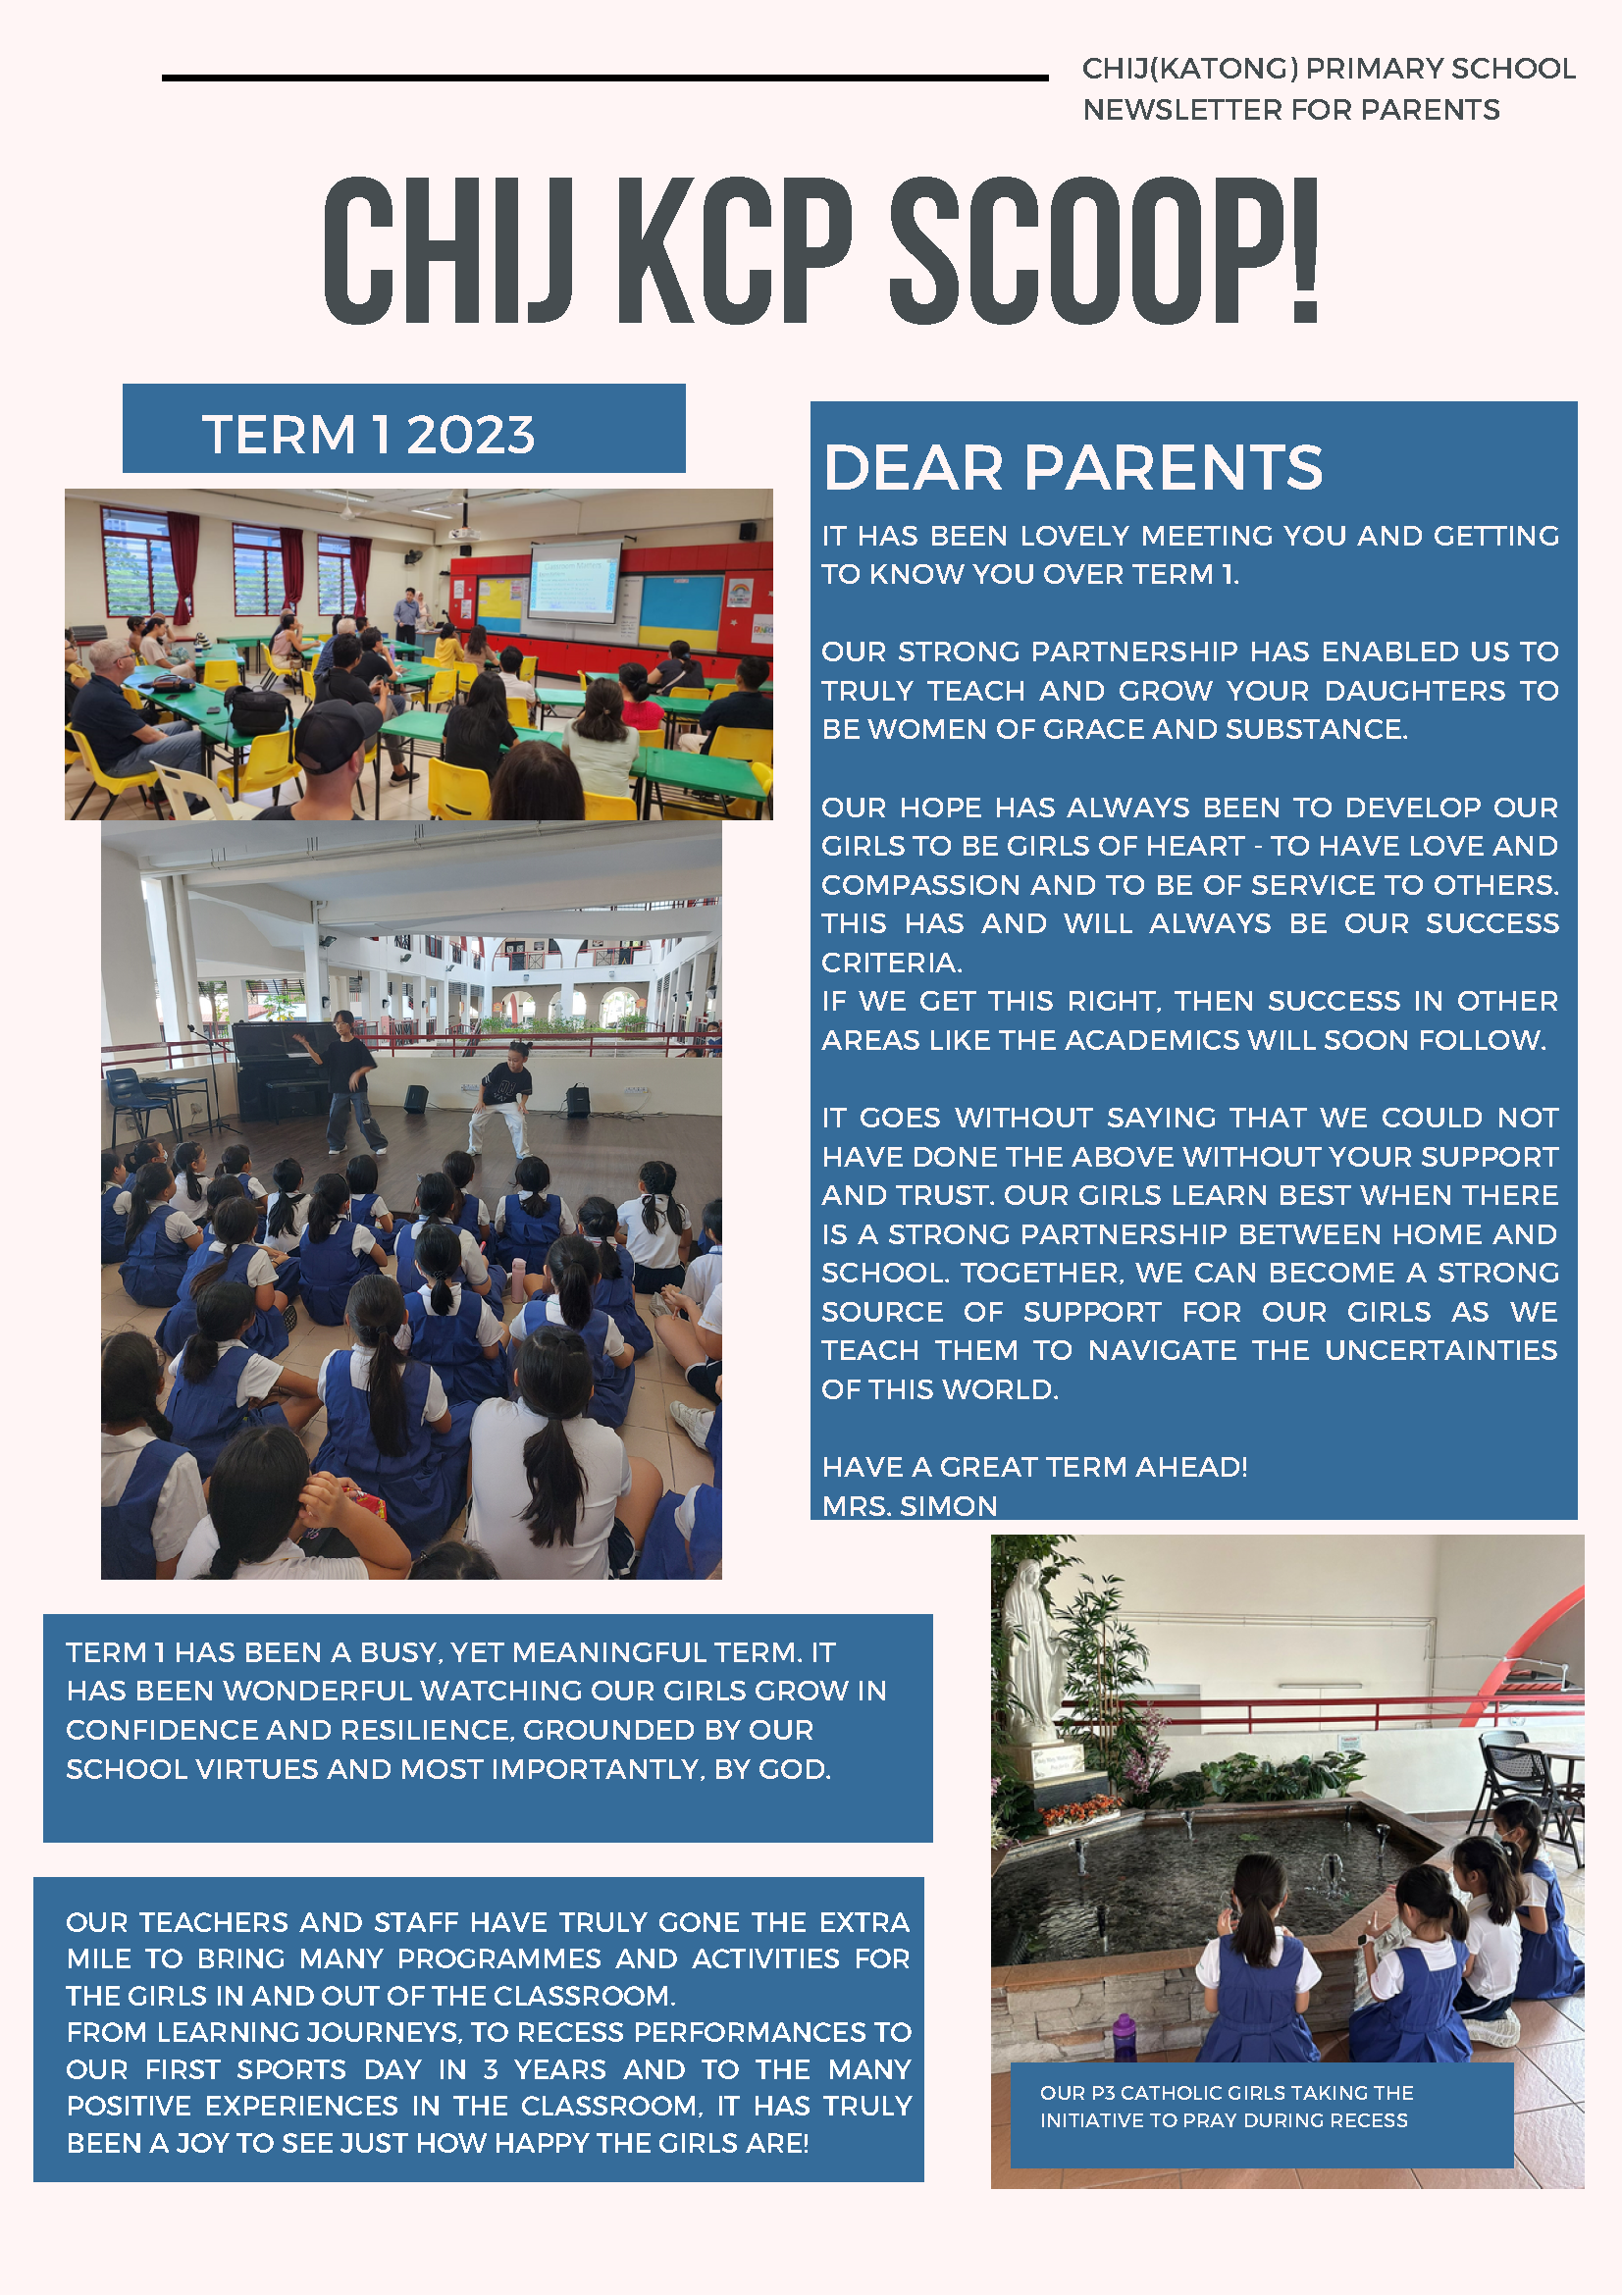 CHIJ(KATONG) PRIMARY SCHOOL
NEWSLETTER FOR PARENTS
CHIJ KCP SCOOP!
TERM 1 2023
DEAR PARENTS
IT HAS BEEN LOVELY MEETING YOU AND GETTING
TO KNOW YOU OVER TERM 1.
OUR STRONG PARTNERSHIP HAS ENABLED US TO
TRULY TEACH AND GROW YOUR DAUGHTERS TO
BE WOMEN OF GRACE AND SUBSTANCE.
OUR HOPE HAS ALWAYS BEEN TO DEVELOP OUR
GIRLS TO BE GIRLS OF HEART - TO HAVE LOVE AND
COMPASSION AND TO BE OF SERVICE TO OTHERS.
THIS HAS AND WILL ALWAYS BE OUR SUCCESS
CRITERIA.
IF WE GET THIS RIGHT, THEN SUCCESS IN OTHER
AREAS LIKE THE ACADEMICS WILL SOON FOLLOW.
IT GOES WITHOUT SAYING THAT WE COULD NOT
HAVE DONE THE ABOVE WITHOUT YOUR SUPPORT
AND TRUST. OUR GIRLS LEARN BEST WHEN THERE
IS A STRONG PARTNERSHIP BETWEEN HOME AND
SCHOOL. TOGETHER, WE CAN BECOME A STRONG
SOURCE OF SUPPORT FOR OUR GIRLS AS WE
TEACH THEM TO NAVIGATE THE UNCERTAINTIES
OF THIS WORLD.
HAVE A GREAT TERM AHEAD!
MRS. SIMON
TERM 1 HAS BEEN A BUSY, YET MEANINGFUL TERM. IT
HAS BEEN WONDERFUL WATCHING OUR GIRLS GROW IN
CONFIDENCE AND RESILIENCE, GROUNDED BY OUR
SCHOOL VIRTUES AND MOST IMPORTANTLY, BY GOD.
OUR TEACHERS AND STAFF HAVE TRULY GONE THE EXTRA
MILE TO BRING MANY PROGRAMMES AND ACTIVITIES FOR
THE GIRLS IN AND OUT OF THE CLASSROOM.
FROM LEARNING JOURNEYS, TO RECESS PERFORMANCES TO
OUR FIRST SPORTS DAY IN 3 YEARS AND TO THE MANY
POSITIVE EXPERIENCES IN THE CLASSROOM, IT HAS TRULY
BEEN A JOY TO SEE JUST HOW HAPPY THE GIRLS ARE!
OUR P3 CATHOLIC GIRLS TAKING THE
INITIATIVE TO PRAY DURING RECESS